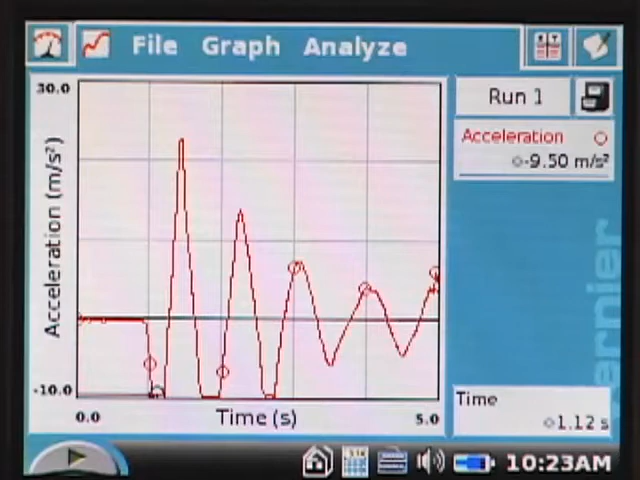 File Graph Analyze
30.0
Run 1
Acceleration
-9.50 m/s²
Acceleration (m/s²)
-10.0
0.0
Time (s)
5.0
Time
1.12 s
10:23AM